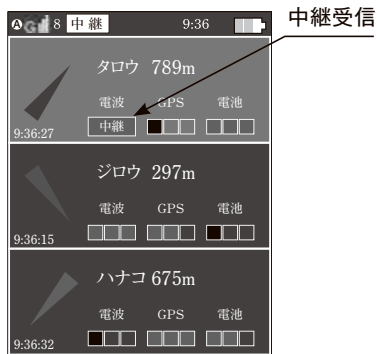 A G 8 中継 9:36
中継受信
タロウ 789m
電波 GPS 電池
中継
9:36:27
ジロウ 297m
電波 GPS 電池
9:36:15
ハナコ 675m
電波 GPS 電池
9:36:32